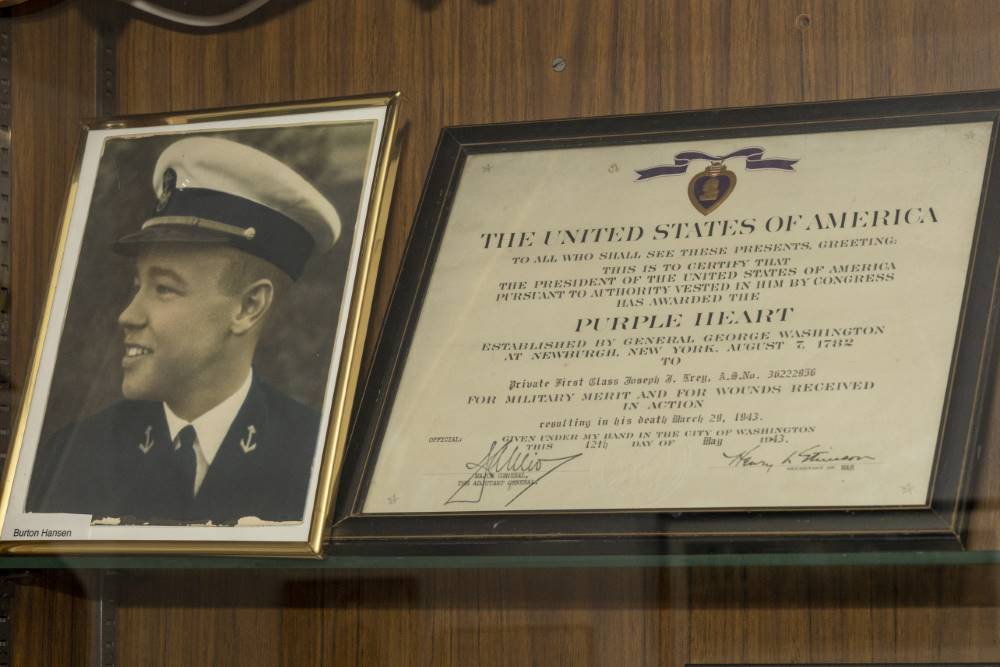 Burton Hansen
THE UNITED STATES OF AMERICA
TO ALL WHO SHALL SEE THESE PRESENTS, GREETING:
THIS IS TO CERTIFY THAT
THE PRESIDENT OF THE UNITED STATES OF AMERICA
PURSUANT TO AUTHORITY VESTED IN HIM BY CONGRESS
HAS AWARDED THE
PURPLE HEART
ESTABLISHED BY GENERAL GEORGE WASHINGTON
AT NEWBURGH, NEW YORK, AUGUST 7, 1782
TO
Private First Class Joseph J. Krey, A.S.No. 36222956
FOR MILITARY MERIT AND FOR WOUNDS RECEIVED
IN ACTION
resulting in his death March 29, 1943.
OFFICIAL: GIVEN UNDER MY HAND IN THE CITY OF WASHINGTON
THIS 12th DAY OF May 1943.
Henry L Stimson
MAJOR GENERAL,
THE ADJUTANT GENERAL
SECRETARY OF WAR